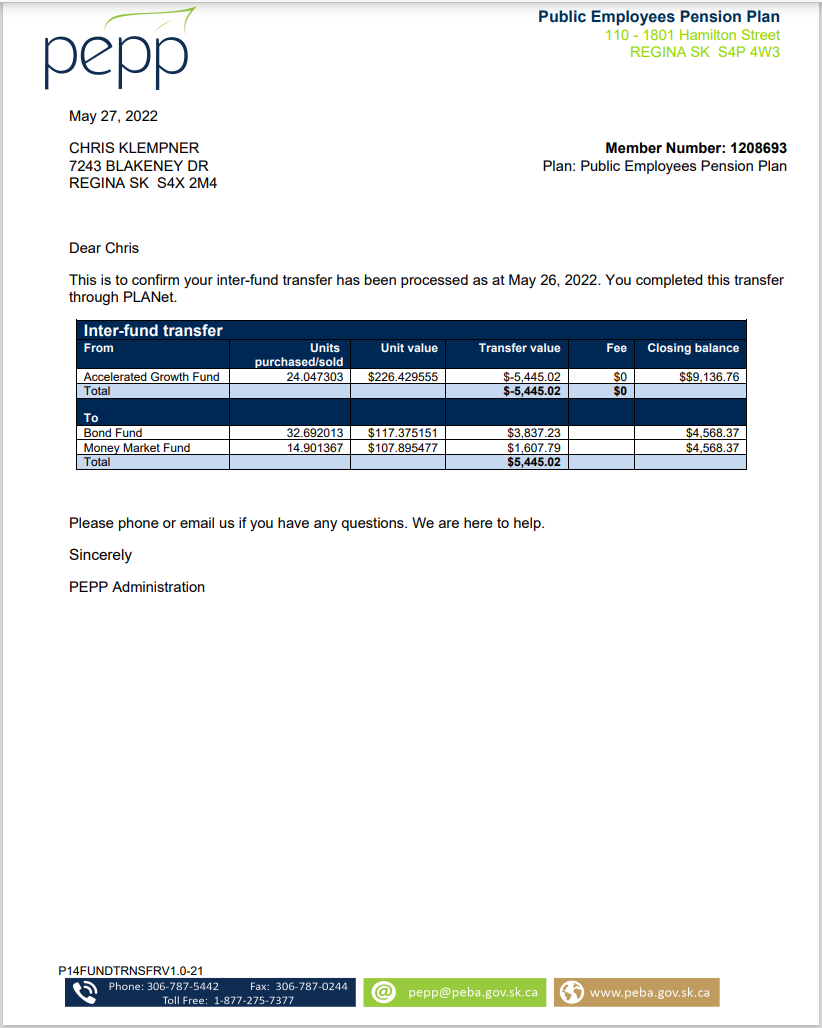 pepp
Public Employees Pension Plan
110 - 1801 Hamilton Street
REGINA SK S4P 4W3
May 27, 2022
CHRIS KLEMPNER
7243 BLAKENEY DR
REGINA SK S4X 2M4
Member Number: 1208693
Plan: Public Employees Pension Plan
Dear Chris
This is to confirm your inter-fund transfer has been processed as at May 26, 2022. You completed this transfer
through PLANet.
Inter-fund transfer
From Units purchased/sold Unit value Transfer value Fee Closing balance
Accelerated Growth Fund 24.047303 $226.429555 $-5,445.02 $0 $$9,136.76
Total $-5,445.02 $0
To
Bond Fund 32.692013 $117.375151 $3,837.23 $4,568.37
Money Market Fund 14.901367 $107.895477 $1,607.79 $4,568.37
Total $5,445.02
Please phone or email us if you have any questions. We are here to help.
Sincerely
PEPP Administration
P14FUNDTRNSFRV1.0-21
Phone: 306-787-5442 Fax: 306-787-0244
Toll Free: 1-877-275-7377
pepp@peba.gov.sk.ca
www.peba.gov.sk.ca